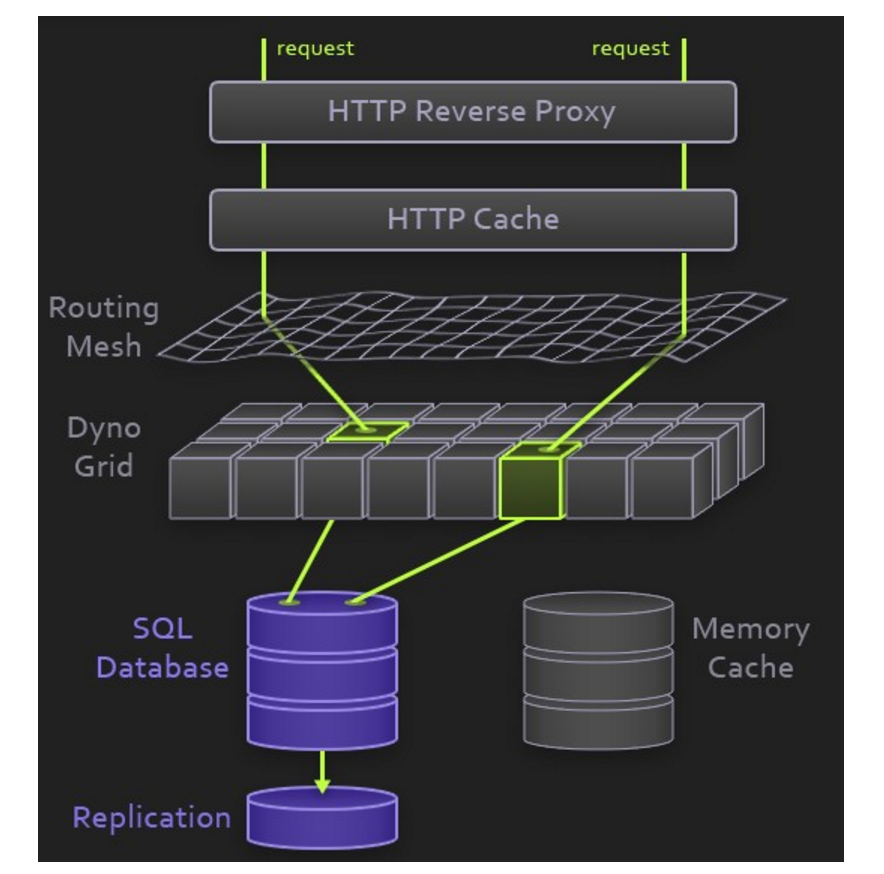 request
request
HTTP Reverse Proxy
HTTP Cache
Routing
Mesh
Dyno
Grid
SQL
Database
Memory
Cache
Replication